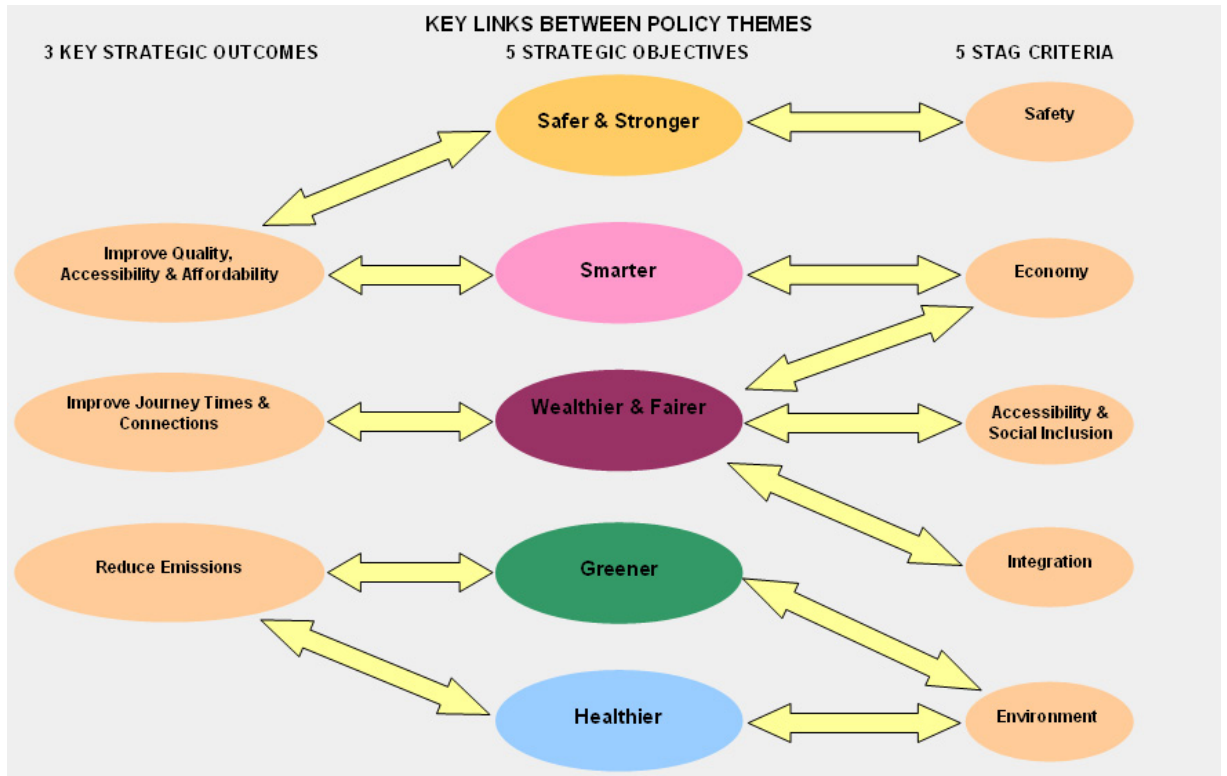 KEY LINKS BETWEEN POLICY THEMES
3 KEY STRATEGIC OUTCOMES
5 STRATEGIC OBJECTIVES
5 STAG CRITERIA
Safer & Stronger
Safety
Improve Quality,
Accessibility & Affordability
Smarter
Economy
Improve Journey Times &
Connections
Wealthier & Fairer
Accessibility &
Social Inclusion
Reduce Emissions
Greener
Integration
Healthier
Environment